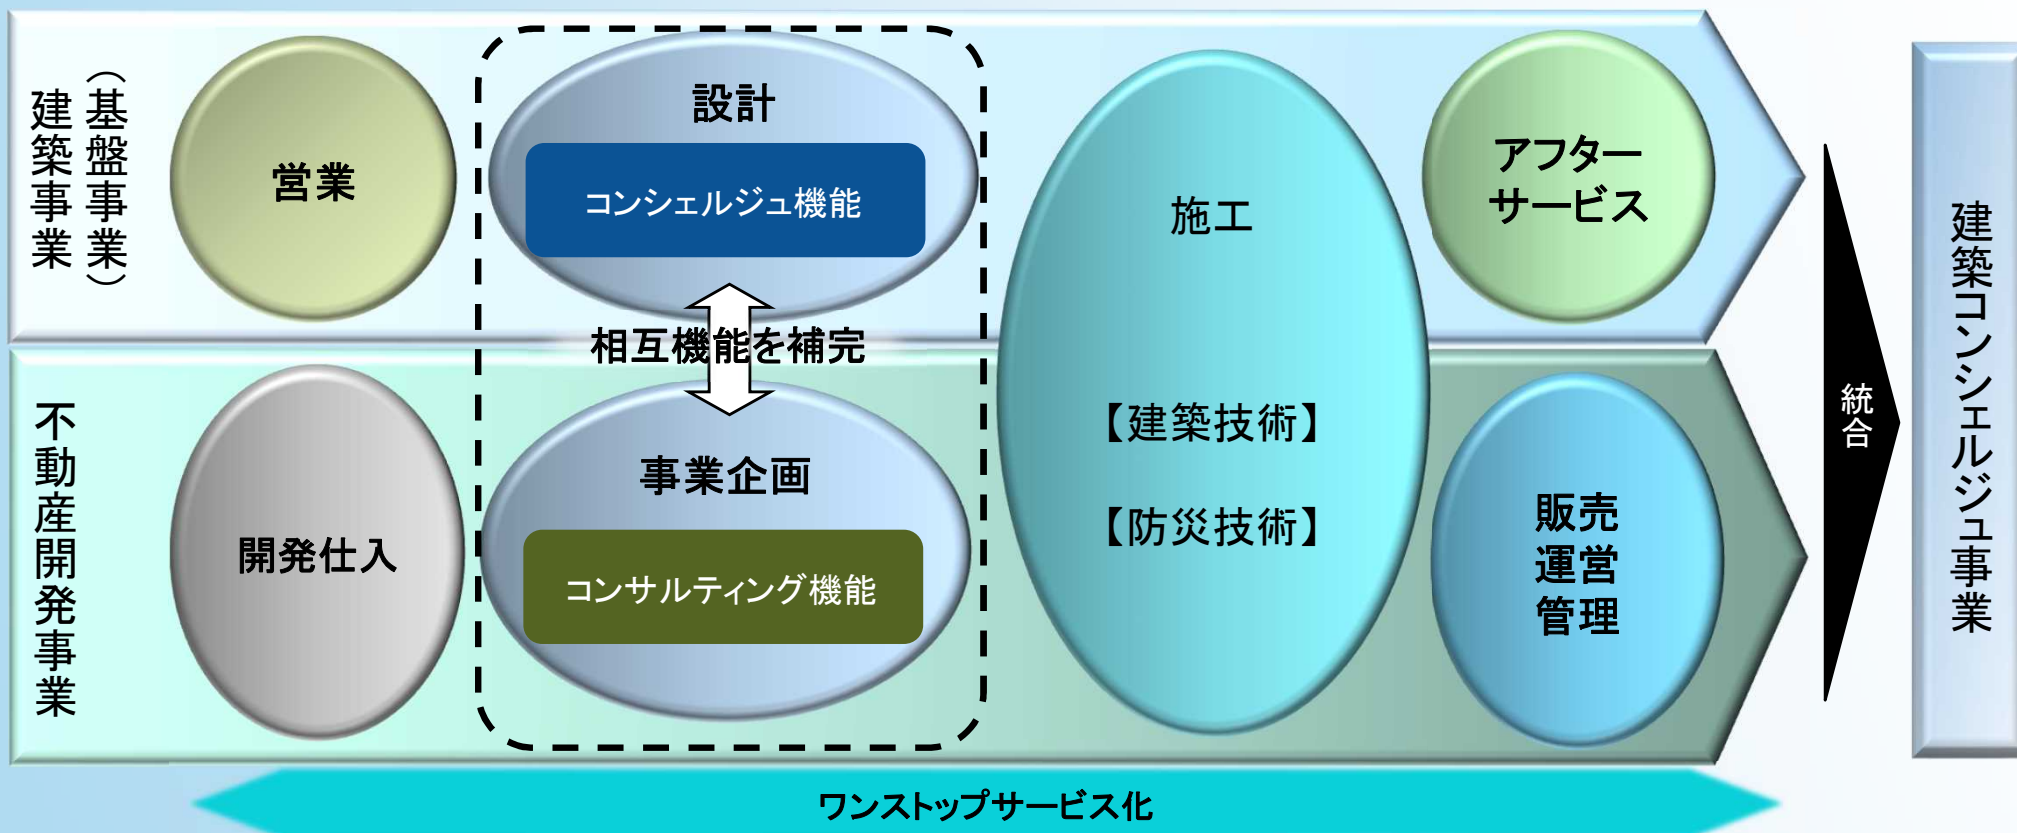 建築事業
（基盤事業）
営業
設計
コンシェルジュ機能
施工
【建築技術】
【防災技術】
アフター
サービス
相互機能を補完
不動産開発事業
開発仕入
事業企画
コンサルティング機能
販売
運営
管理
統合
建築コンシェルジュ事業
ワンストップサービス化